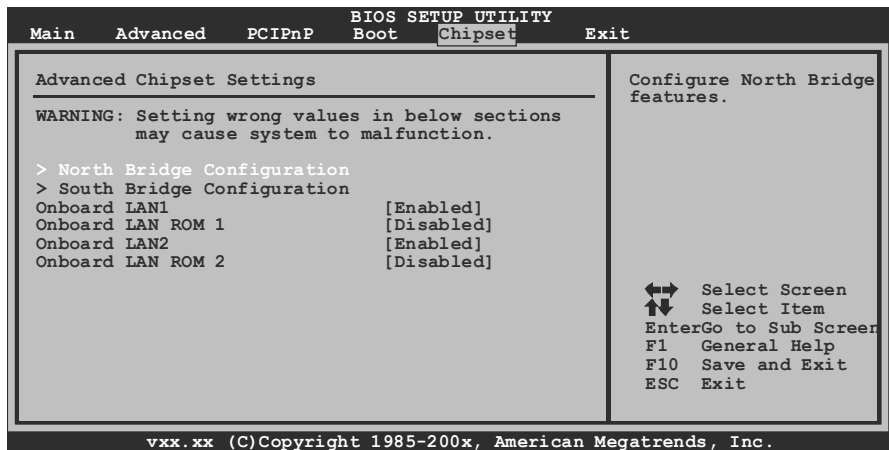 BIOS SETUP UTILITY
Main Advanced PCIPnP Boot Chipset Exit
Advanced Chipset Settings
WARNING: Setting wrong values in below sections
may cause system to malfunction.
> North Bridge Configuration
> South Bridge Configuration
Onboard LAN1 [Enabled]
Onboard LAN ROM 1 [Disabled]
Onboard LAN2 [Enabled]
Onboard LAN ROM 2 [Disabled]
Configure North Bridge
features.
Select Screen
Select Item
EnterGo to Sub Screen
F1 General Help
F10 Save and Exit
ESC Exit
vxx.xx (C)Copyright 1985-200x, American Megatrends, Inc.